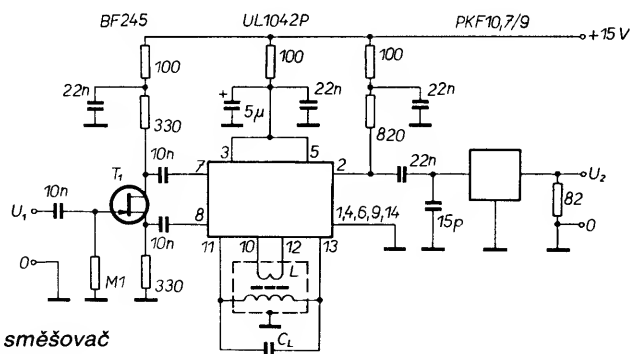 BF245 UL1042P PKF10,7/9
+15 V
100 100 100
22n + 5µ 22n 22n
330 820
10n 7 3 5 2 22n
T₁
10n U₁ 8 1,4,6,9,14 15p U₂
10n 11 10 12 13 82
0 0
M1 330 L
C_L
směšovač